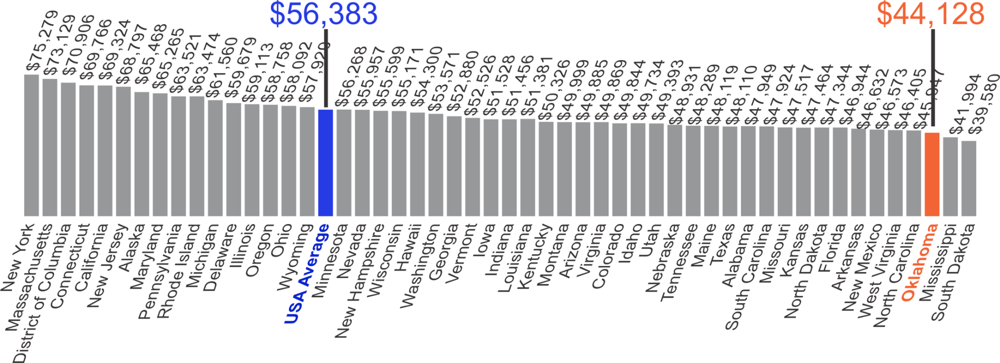 $56,383
$44,128
$75,279
$73,129
$70,906
$69,766
$69,324
$68,797
$65,468
$65,265
$63,521
$63,474
$61,560
$59,679
$59,113
$58,758
$58,092
$57,920
$56,268
$55,957
$55,599
$55,171
$54,300
$53,571
$52,880
$52,526
$51,528
$51,456
$51,381
$50,326
$49,999
$49,885
$49,869
$49,844
$49,734
$49,393
$48,931
$48,289
$48,119
$48,110
$47,949
$47,924
$47,517
$47,464
$47,344
$46,944
$46,632
$46,573
$46,405
$41,994
$39,580
New York
Massachusetts
District of Columbia
Connecticut
California
New Jersey
Alaska
Maryland
Pennsylvania
Rhode Island
Michigan
Delaware
Illinois
Oregon
Ohio
Wyoming
USA Average
Minnesota
Nevada
New Hampshire
Wisconsin
Hawaii
Washington
Georgia
Vermont
Iowa
Indiana
Louisiana
Kentucky
Montana
Arizona
Virginia
Colorado
Idaho
Utah
Nebraska
Tennessee
Maine
Texas
Alabama
South Carolina
Missouri
Kansas
North Dakota
Florida
Arkansas
New Mexico
West Virginia
North Carolina
Oklahoma
Mississippi
South Dakota